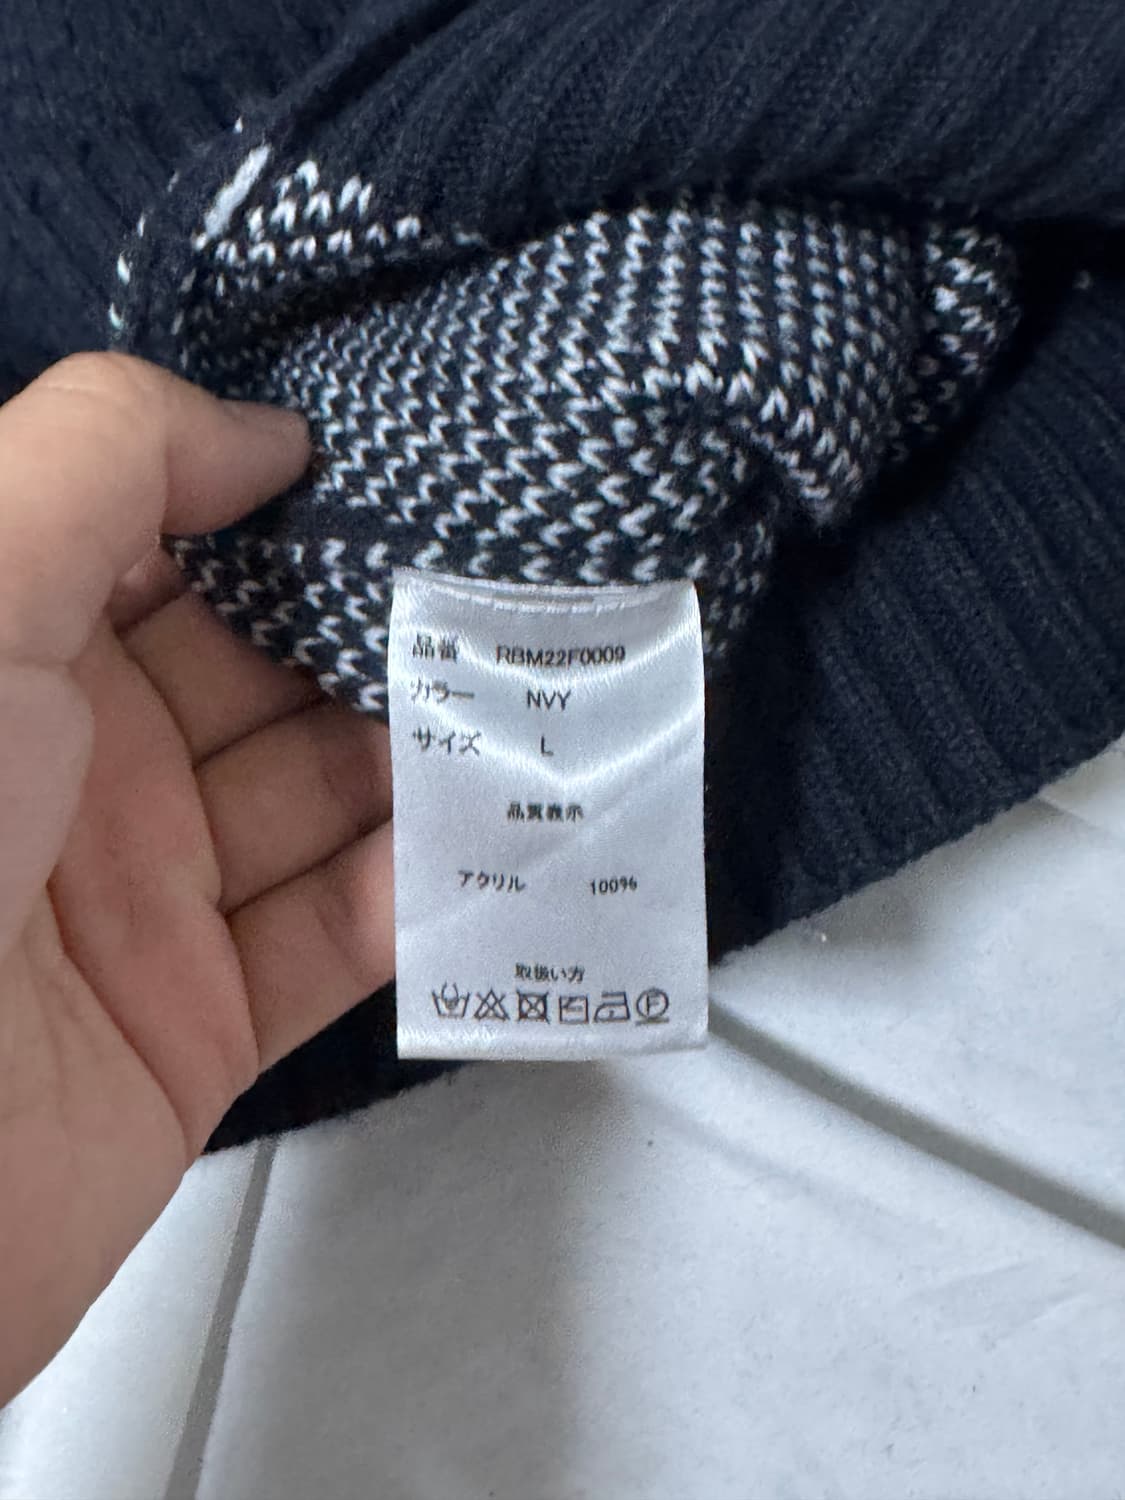 品番 RBM22F0009
カラー NVY
サイズ L
品質表示
アクリル 100%
取扱い方
F